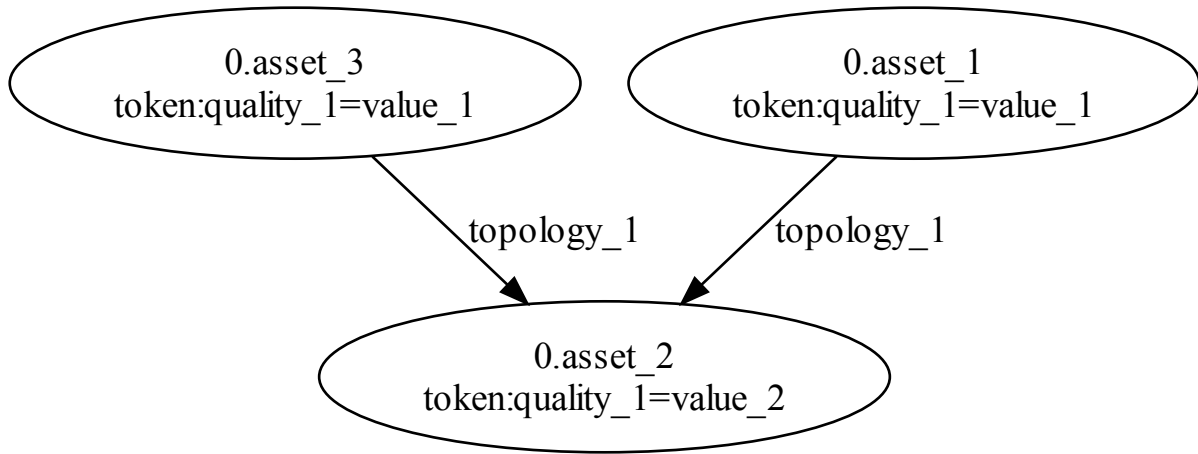 0.asset_3
token:quality_1=value_1
0.asset_1
token:quality_1=value_1
topology_1
topology_1
0.asset_2
token:quality_1=value_2